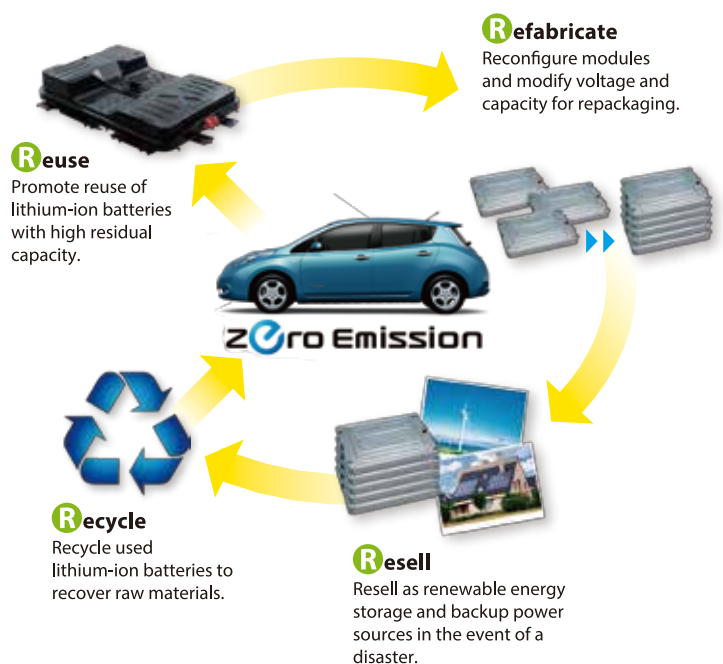 Refabricate
Reconfigure modules
and modify voltage and
capacity for repackaging.
Reuse
Promote reuse of
lithium-ion batteries
with high residual
capacity.
zero Emission
Recycle
Recycle used
lithium-ion batteries to
recover raw materials.
Resell
Resell as renewable energy
storage and backup power
sources in the event of a
disaster.